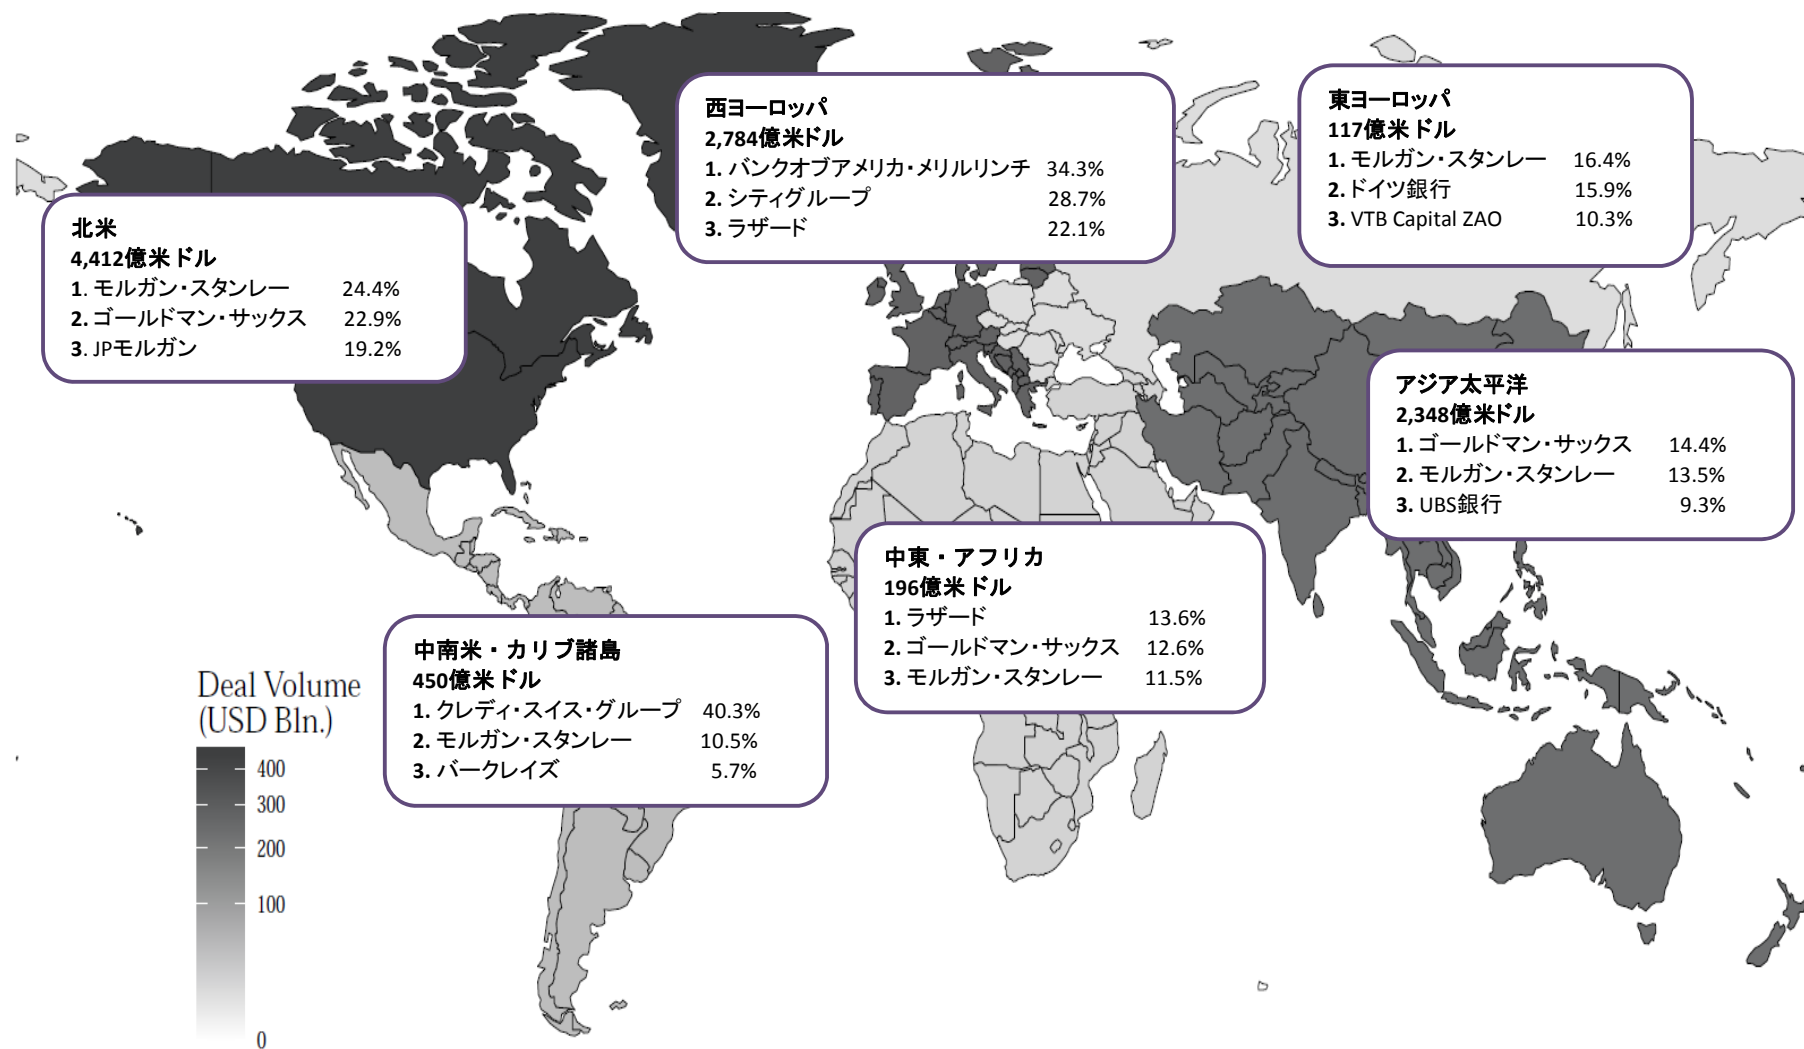 西ヨーロッパ
2,784億米ドル
1. バンクオブアメリカ・メリルリンチ 34.3%
2. シティグループ 28.7%
3. ラザード 22.1%
東ヨーロッパ
117億米ドル
1. モルガン・スタンレー 16.4%
2. ドイツ銀行 15.9%
3. VTB Capital ZAO 10.3%
北米
4,412億米ドル
1. モルガン・スタンレー 24.4%
2. ゴールドマン・サックス 22.9%
3. JPモルガン 19.2%
アジア太平洋
2,348億米ドル
1. ゴールドマン・サックス 14.4%
2. モルガン・スタンレー 13.5%
3. UBS銀行 9.3%
中東・アフリカ
196億米ドル
1. ラザード 13.6%
2. ゴールドマン・サックス 12.6%
3. モルガン・スタンレー 11.5%
中南米・カリブ諸島
450億米ドル
1. クレディ・スイス・グループ 40.3%
2. モルガン・スタンレー 10.5%
3. バークレイズ 5.7%
Deal Volume
(USD Bln.)
400
300
200
100
0